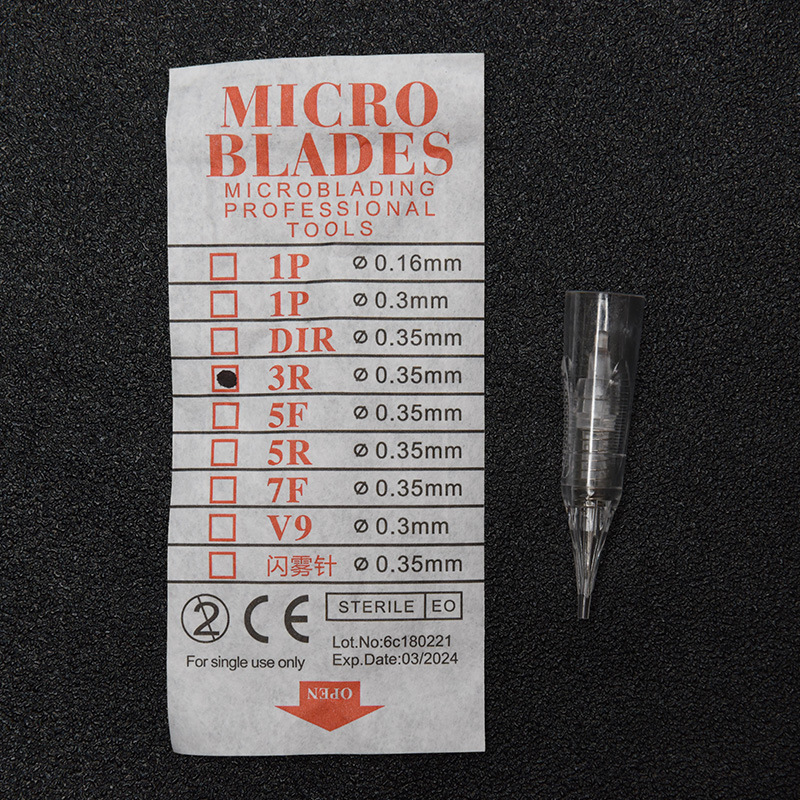 MICRO
BLADES
MICROBLADING
PROFESSIONAL
TOOLS
1P ⌀ 0.16mm
1P ⌀ 0.3mm
DIR ⌀ 0.35mm
3R ⌀ 0.35mm
5F ⌀ 0.35mm
5R ⌀ 0.35mm
7F ⌀ 0.35mm
V9 ⌀ 0.3mm
闪雾针 ⌀ 0.35mm
2 CE STERILE EO
Lot.No:6c180221
For single use only Exp.Date:03/2024
OPEN